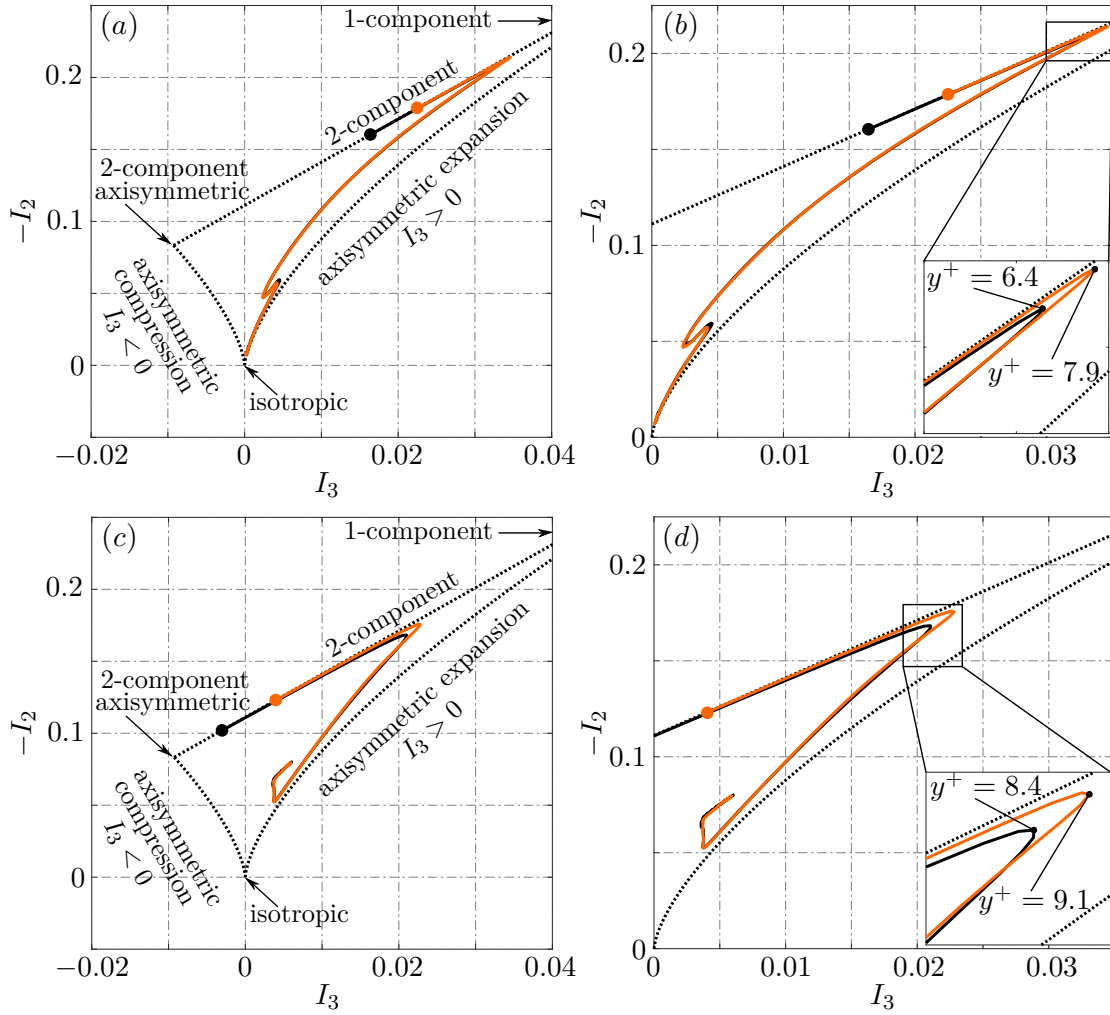 (a)
1-component
0.2
2-component
2-component
axisymmetric
−I₂
0.1
axisymmetric expansion
I₃ > 0
axisymmetric
compression
I₃ < 0
0
isotropic
−0.02
0
0.02
0.04
I₃
(b)
0.2
−I₂
0.1
y⁺ = 6.4
y⁺ = 7.9
0
0
0.01
0.02
0.03
I₃
(c)
1-component
0.2
2-component
2-component
axisymmetric
−I₂
0.1
axisymmetric expansion
I₃ > 0
axisymmetric
compression
I₃ < 0
0
isotropic
−0.02
0
0.02
0.04
I₃
(d)
0.2
−I₂
0.1
y⁺ = 8.4
y⁺ = 9.1
0
0
0.01
0.02
0.03
I₃